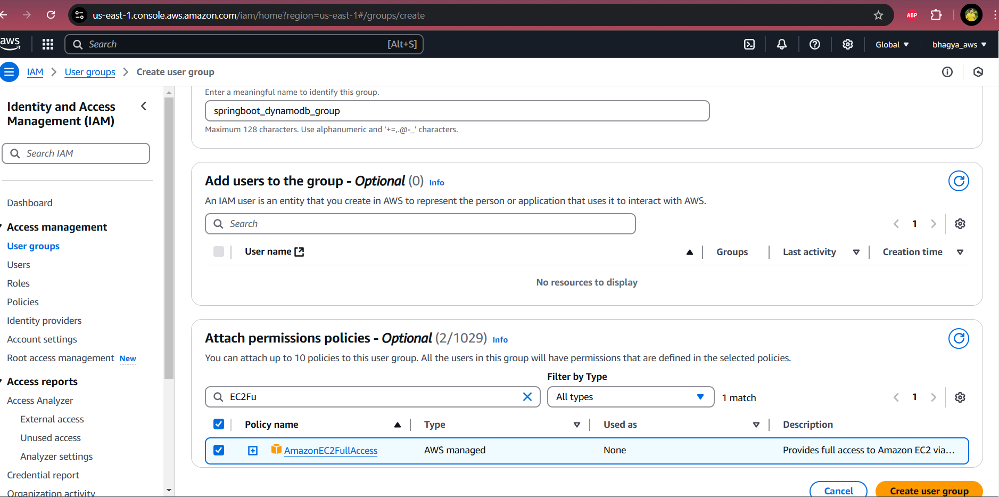 us-east-1.console.aws.amazon.com/iam/home?region=us-east-1#/groups/create
ABP
aws
Search
[Alt+S]
Global
bhagya_aws
IAM
User groups
Create user group
Identity and Access
Management (IAM)
Search IAM
Dashboard
Access management
User groups
Users
Roles
Policies
Identity providers
Account settings
Root access management New
Access reports
Access Analyzer
External access
Unused access
Analyzer settings
Credential report
Organization activity
Enter a meaningful name to identify this group.
springboot_dynamodb_group
Maximum 128 characters. Use alphanumeric and '+=,.@-_' characters.
Add users to the group - Optional (0) Info
An IAM user is an entity that you create in AWS to represent the person or application that uses it to interact with AWS.
Search
1
User name
Groups
Last activity
Creation time
No resources to display
Attach permissions policies - Optional (2/1029) Info
You can attach up to 10 policies to this user group. All the users in this group will have permissions that are defined in the selected policies.
Filter by Type
EC2Fu
All types
1 match
1
Policy name
Type
Used as
Description
AmazonEC2FullAccess
AWS managed
None
Provides full access to Amazon EC2 via…
Cancel
Create user group